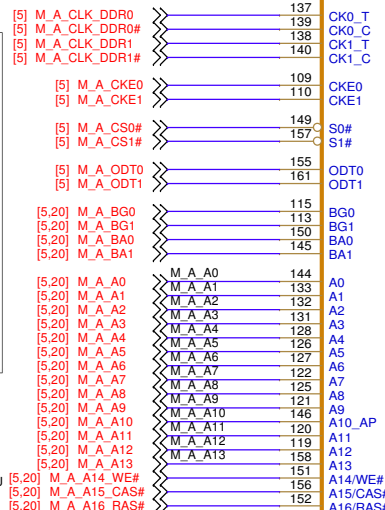 [5] M_A_CLK_DDR0 137 CK0_T
[5] M_A_CLK_DDR0# 139 CK0_C
[5] M_A_CLK_DDR1 138 CK1_T
[5] M_A_CLK_DDR1# 140 CK1_C
[5] M_A_CKE0 109 CKE0
[5] M_A_CKE1 110 CKE1
[5] M_A_CS0# 149 S0#
[5] M_A_CS1# 157 S1#
[5] M_A_ODT0 155 ODT0
[5] M_A_ODT1 161 ODT1
[5,20] M_A_BG0 115 BG0
[5,20] M_A_BG1 113 BG1
[5,20] M_A_BA0 150 BA0
[5,20] M_A_BA1 145 BA1
[5,20] M_A_A0 M_A_A0 144 A0
[5,20] M_A_A1 M_A_A1 133 A1
[5,20] M_A_A2 M_A_A2 132 A2
[5,20] M_A_A3 M_A_A3 131 A3
[5,20] M_A_A4 M_A_A4 128 A4
[5,20] M_A_A5 M_A_A5 126 A5
[5,20] M_A_A6 M_A_A6 127 A6
[5,20] M_A_A7 M_A_A7 122 A7
[5,20] M_A_A8 M_A_A8 125 A8
[5,20] M_A_A9 M_A_A9 121 A9
[5,20] M_A_A10 M_A_A10 146 A10_AP
[5,20] M_A_A11 M_A_A11 120 A11
[5,20] M_A_A12 M_A_A12 119 A12
[5,20] M_A_A13 M_A_A13 158 A13
[5,20] M_A_A14_WE# 151 A14/WE#
[5,20] M_A_A15_CAS# 156 A15/CAS#
[5,20] M_A_A16_RAS# 152 A16/RAS#